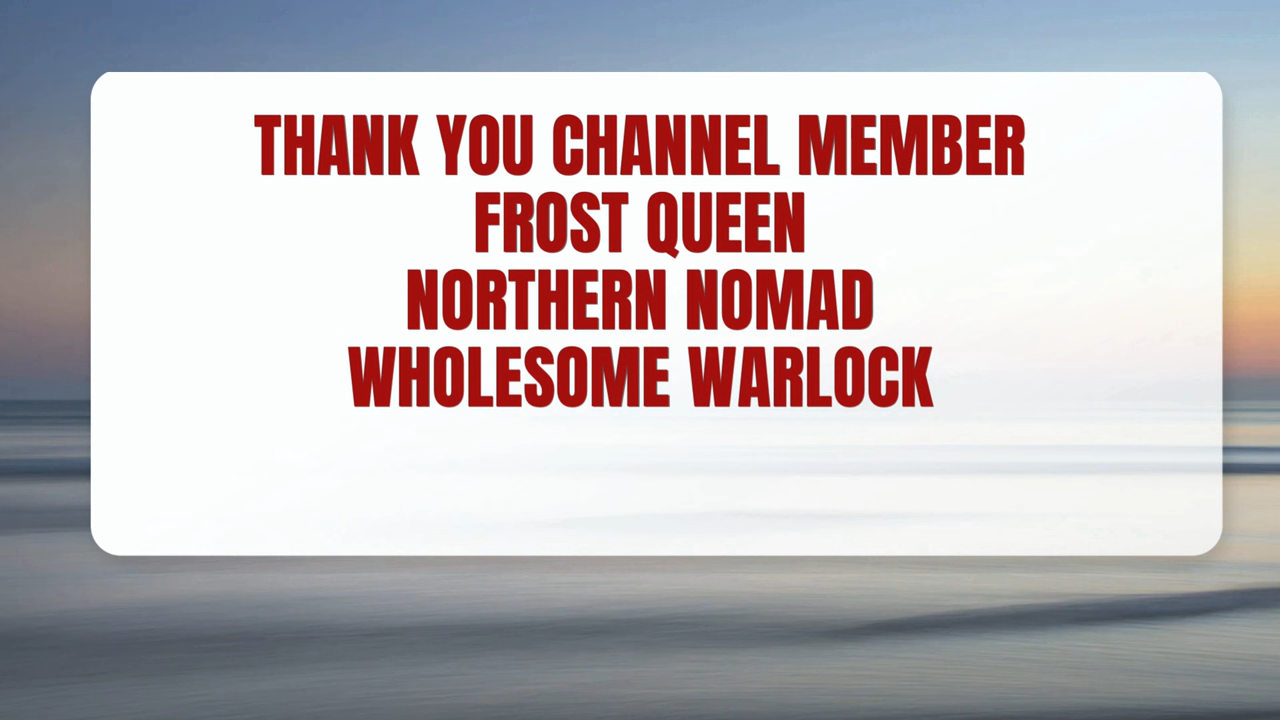 THANK YOU CHANNEL MEMBER
FROST QUEEN
NORTHERN NOMAD
WHOLESOME WARLOCK